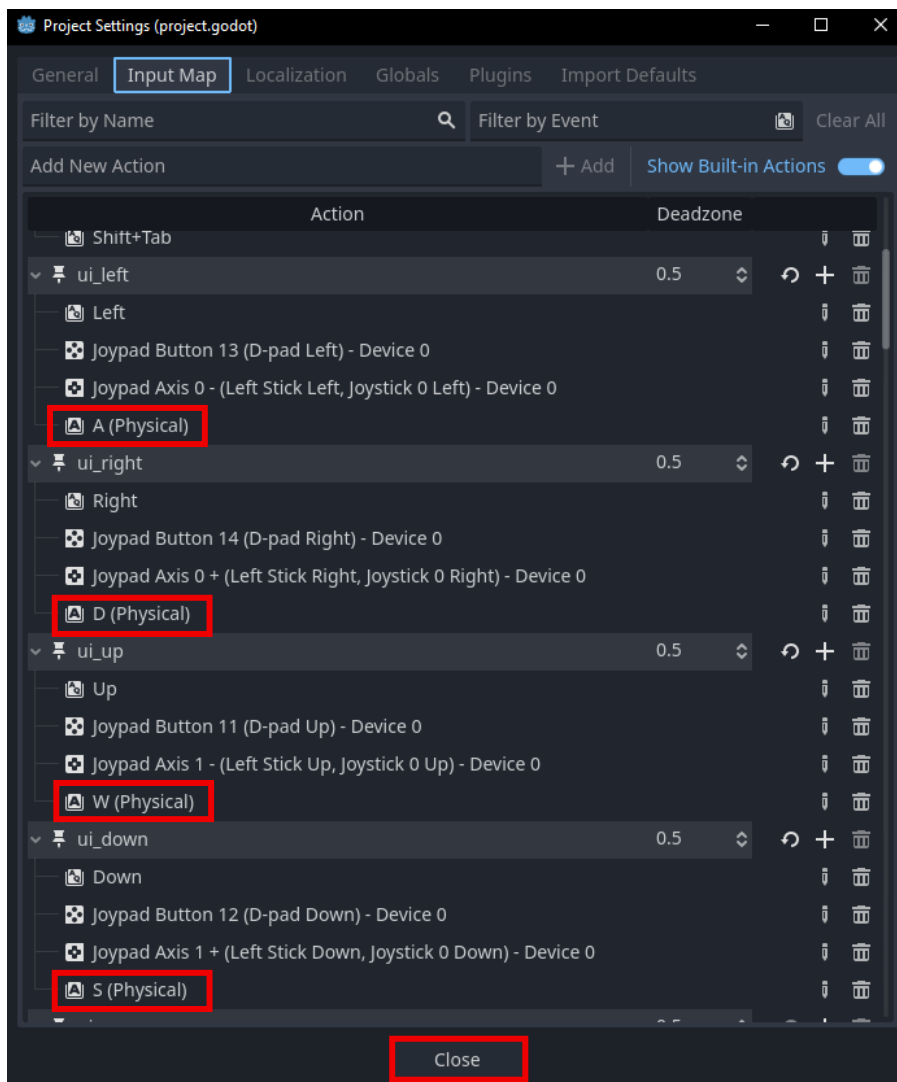 Project Settings (project.godot)
General Input Map Localization Globals Plugins Import Defaults
Filter by Name Filter by Event Clear All
Add New Action + Add Show Built-in Actions
Action Deadzone
Shift+Tab
ui_left 0.5
Left
Joypad Button 13 (D-pad Left) - Device 0
Joypad Axis 0 - (Left Stick Left, Joystick 0 Left) - Device 0
A (Physical)
ui_right 0.5
Right
Joypad Button 14 (D-pad Right) - Device 0
Joypad Axis 0 + (Left Stick Right, Joystick 0 Right) - Device 0
D (Physical)
ui_up 0.5
Up
Joypad Button 11 (D-pad Up) - Device 0
Joypad Axis 1 - (Left Stick Up, Joystick 0 Up) - Device 0
W (Physical)
ui_down 0.5
Down
Joypad Button 12 (D-pad Down) - Device 0
Joypad Axis 1 + (Left Stick Down, Joystick 0 Down) - Device 0
S (Physical)
Close